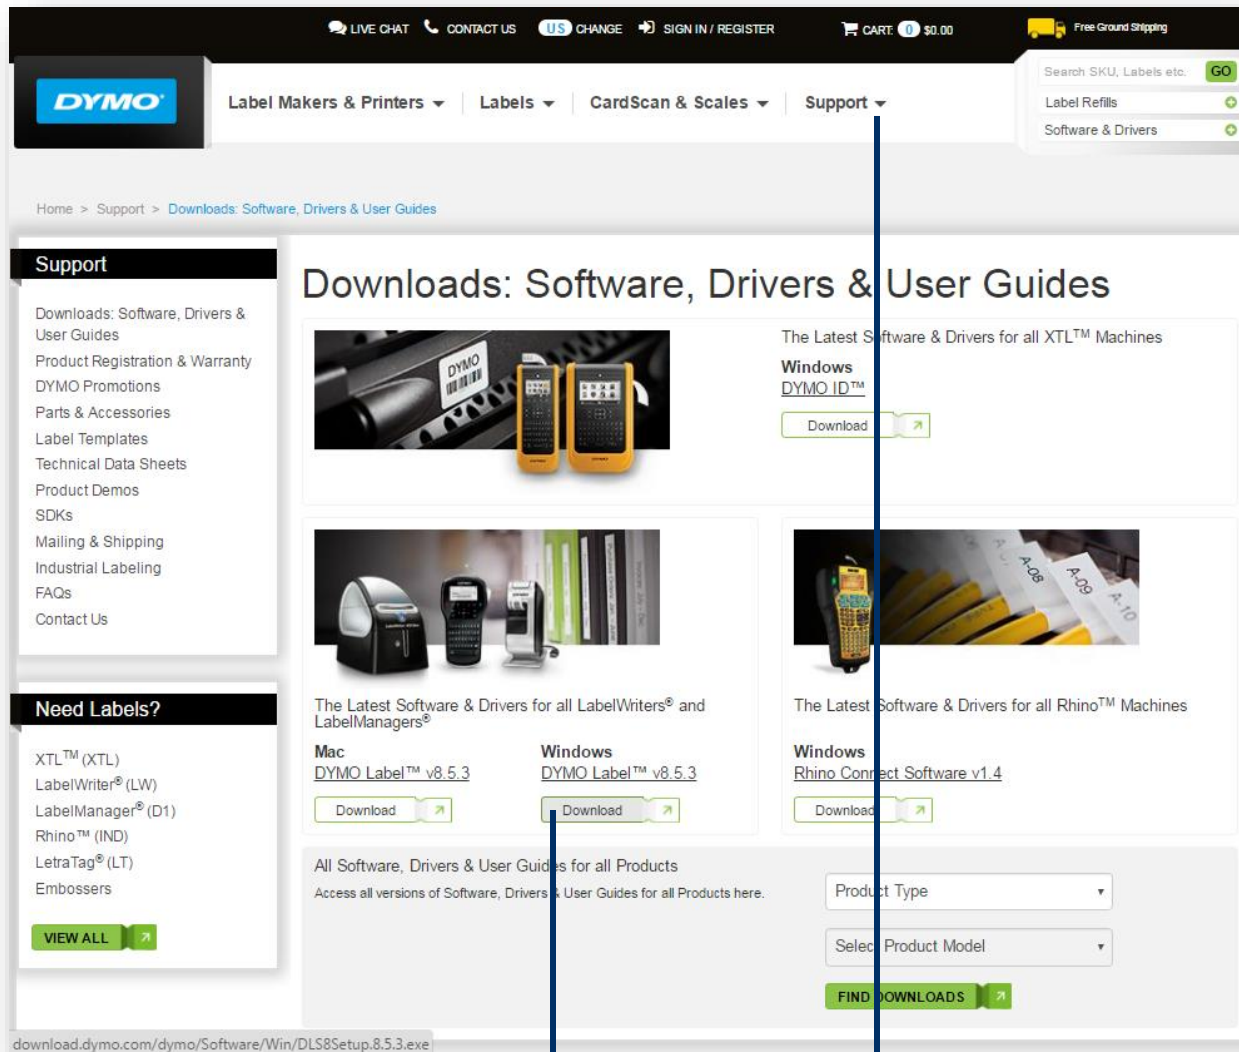 LIVE CHAT CONTACT US US CHANGE SIGN IN / REGISTER CART: 0 $0.00 Free Ground Shipping
DYMO
Label Makers & Printers Labels CardScan & Scales Support
Search SKU, Labels etc. GO
Label Refills
Software & Drivers
Home > Support > Downloads: Software, Drivers & User Guides
Support
Downloads: Software, Drivers &
User Guides
Product Registration & Warranty
DYMO Promotions
Parts & Accessories
Label Templates
Technical Data Sheets
Product Demos
SDKs
Mailing & Shipping
Industrial Labeling
FAQs
Contact Us
Need Labels?
XTL™ (XTL)
LabelWriter® (LW)
LabelManager® (D1)
Rhino™ (IND)
LetraTag® (LT)
Embossers
VIEW ALL
Downloads: Software, Drivers & User Guides
DYMO
The Latest Software & Drivers for all XTL™ Machines
Windows
DYMO ID™
Download
The Latest Software & Drivers for all LabelWriters® and
LabelManagers®
Mac Windows
DYMO Label™ v8.5.3 DYMO Label™ v8.5.3
Download Download
A-08
A-09
A-10
The Latest Software & Drivers for all Rhino™ Machines
Windows
Rhino Connect Software v1.4
Download
All Software, Drivers & User Guides for all Products
Access all versions of Software, Drivers & User Guides for all Products here.
Product Type
Select Product Model
FIND DOWNLOADS
download.dymo.com/dymo/Software/Win/DLS8Setup.8.5.3.exe